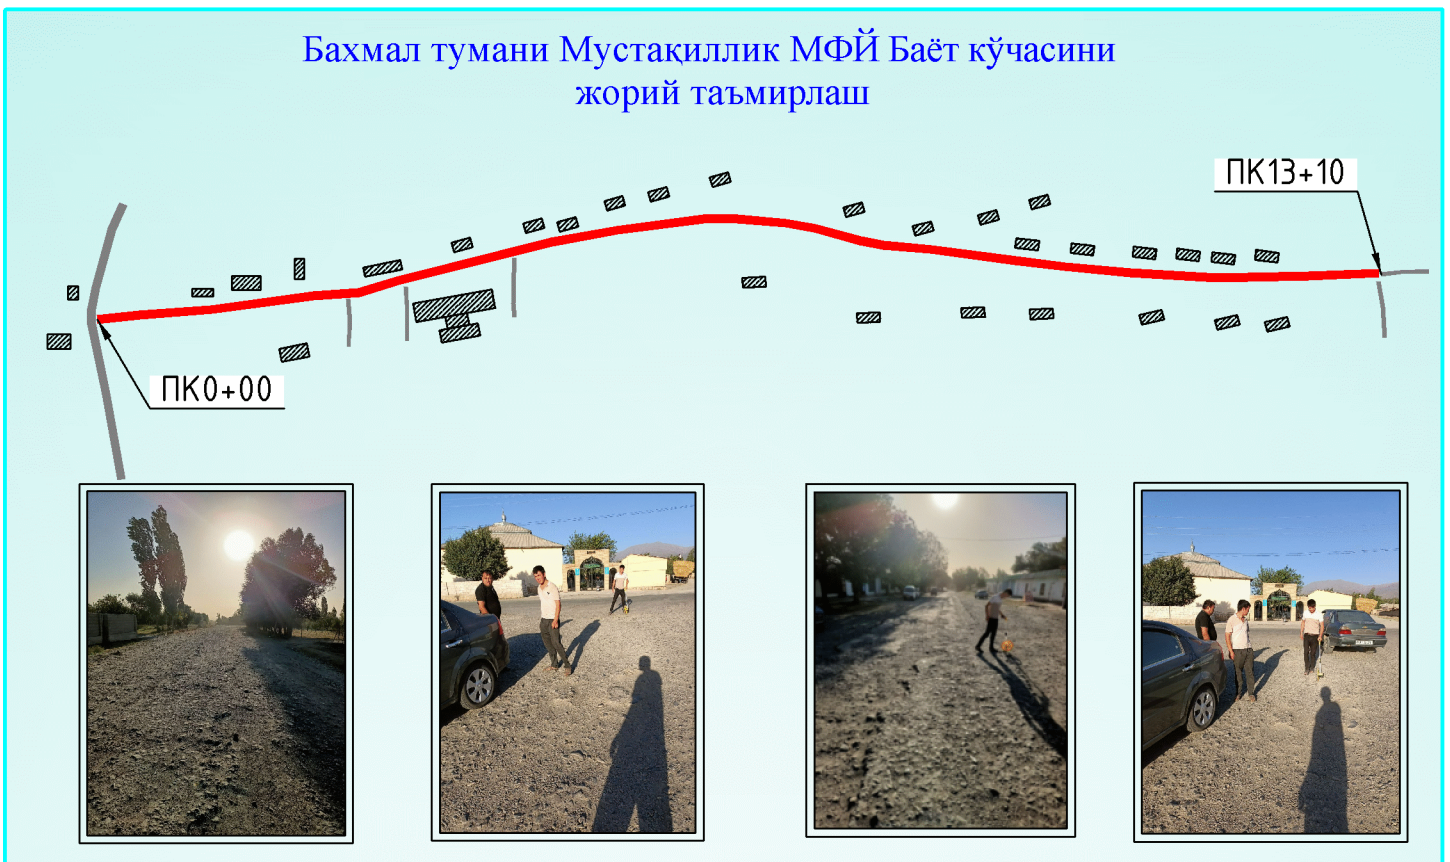 Бахмал тумани Мустақиллик МФЙ Баёт кўчасини
жорий таъмирлаш
ПК13+10
ПК0+00